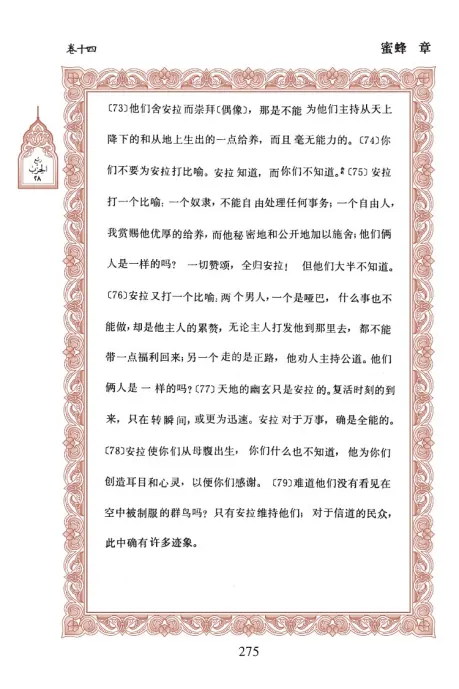 卷十四
蜜蜂 章
〔73〕他们舍安拉而崇拜〔偶像〕，那是不能为他们主持从天上
降下的和从地上生出的一点给养，而且毫无能力的。〔74〕你
们不要为安拉打比喻。安拉知道，而你们不知道。〔75〕安拉
打一个比喻：一个奴隶，不能自由处理任何事务；一个自由人，
我赏赐他优厚的给养，而他秘密地和公开地加以施舍；他们俩
人是一样的吗？ 一切赞颂，全归安拉！ 但他们大半不知道。
〔76〕安拉又打一个比喻：两个男人，一个是哑巴，什么事也不
能做，却是他主人的累赘，无论主人打发他到那里去，都不能
带一点福利回来；另一个走的是正路，他劝人主持公道。他们
俩人是一样的吗？〔77〕天地的幽玄只是安拉的。复活时刻的到
来，只在转瞬间，或更为迅速。安拉对于万事，确是全能的。
〔78〕安拉使你们从母腹出生，你们什么也不知道，他为你们
创造耳目和心灵，以便你们感谢。〔79〕难道他们没有看见在
空中被制服的群鸟吗？只有安拉维持他们；对于信道的民众，
此中确有许多迹象。
ربع
الحزب
٢٨
275